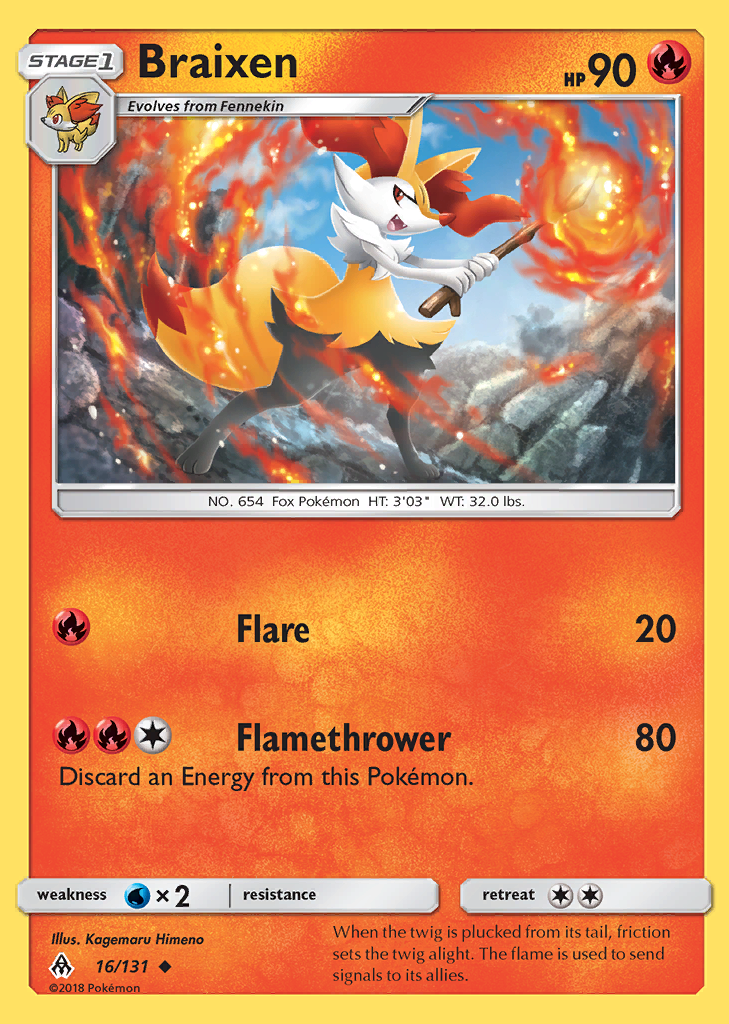 STAGE1
Braixen
HP 90
Evolves from Fennekin
NO. 654 Fox Pokémon HT: 3'03" WT: 32.0 lbs.
Flare 20
Flamethrower 80
Discard an Energy from this Pokémon.
weakness ×2 resistance retreat
Illus. Kagemaru Himeno
16/131
©2018 Pokémon
When the twig is plucked from its tail, friction
sets the twig alight. The flame is used to send
signals to its allies.